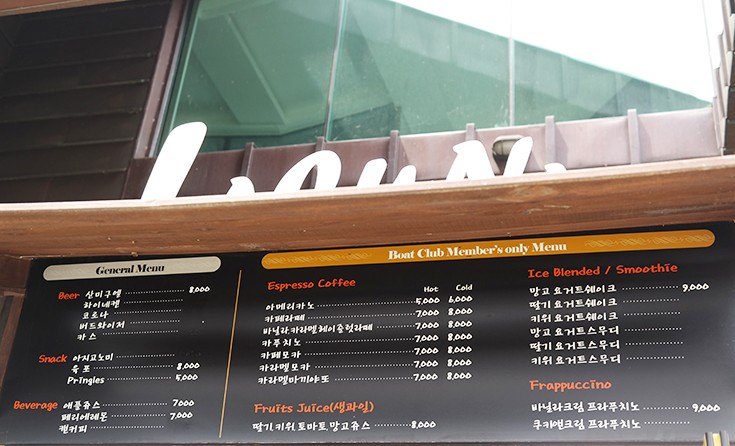 General Menu
Beer 산미구엘 8,000
하이네켄
코로나
버드와이저
카스
Snack 아지고노미
육포 8,000
Pringles 5,000
Beverage 애플쥬스 7000
페리에레몬 7,000
캔커피
Boat Club Member's only Menu
Espresso Coffee Hot Cold
아메리카노 5,000 6,000
카페라떼 7,000 8,000
바닐라,카라멜,헤이즐럿라떼 7,000 8,000
카푸치노 7,000 8,000
카페모카 7,000 8,000
카라멜모카 7,000 8,000
카라멜마끼야또 7,000 8,000
Fruits Juice(생과일)
딸기 키위 토마토 망고쥬스 8,000
Ice Blended / Smoothie
망고 요거트쉐이크 9,000
딸기 요거트쉐이크
키위 요거트쉐이크
망고 요거트스무디
딸기 요거트스무디
키위 요거트스무디
Frappuccino
바닐라크림 프라푸치노 9,000
쿠키앤크림 프라푸치노